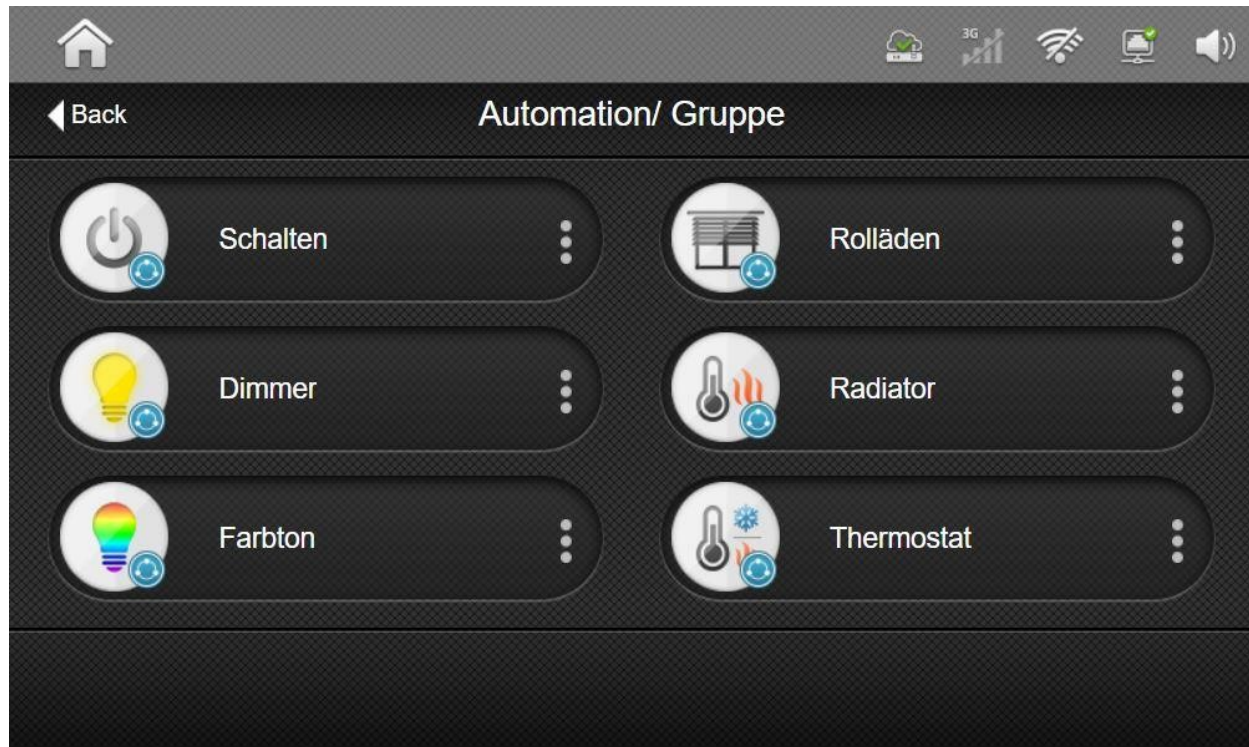 3G
Back
Automation/ Gruppe
Schalten
Rolläden
Dimmer
Radiator
Farbton
Thermostat